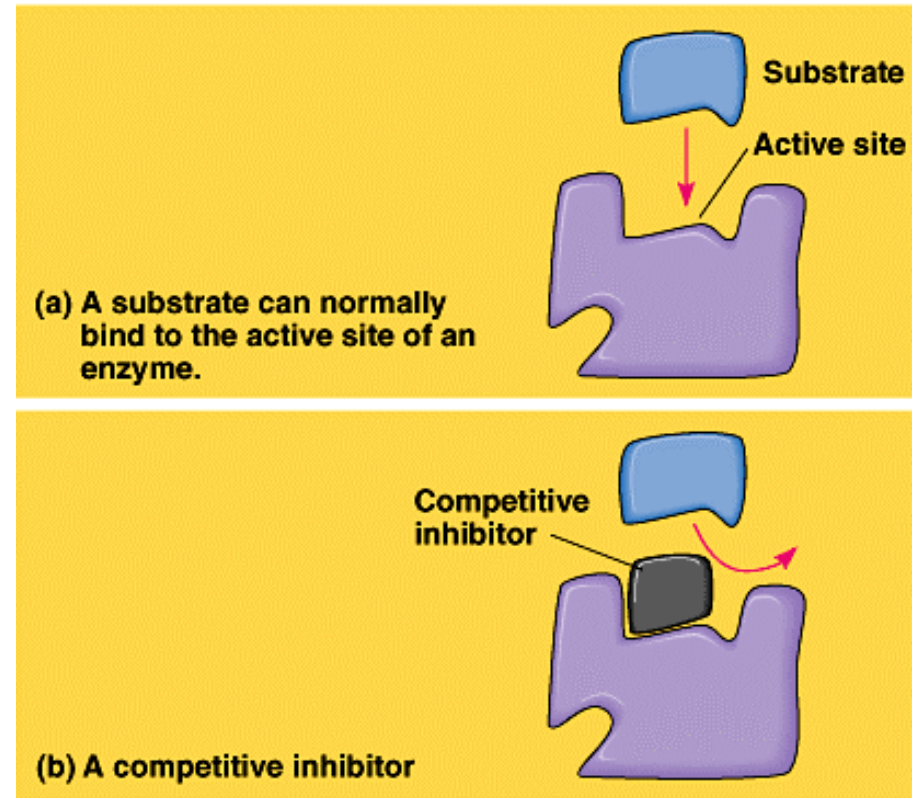 Substrate
Active site
(a) A substrate can normally
bind to the active site of an
enzyme.
Competitive
inhibitor
(b) A competitive inhibitor